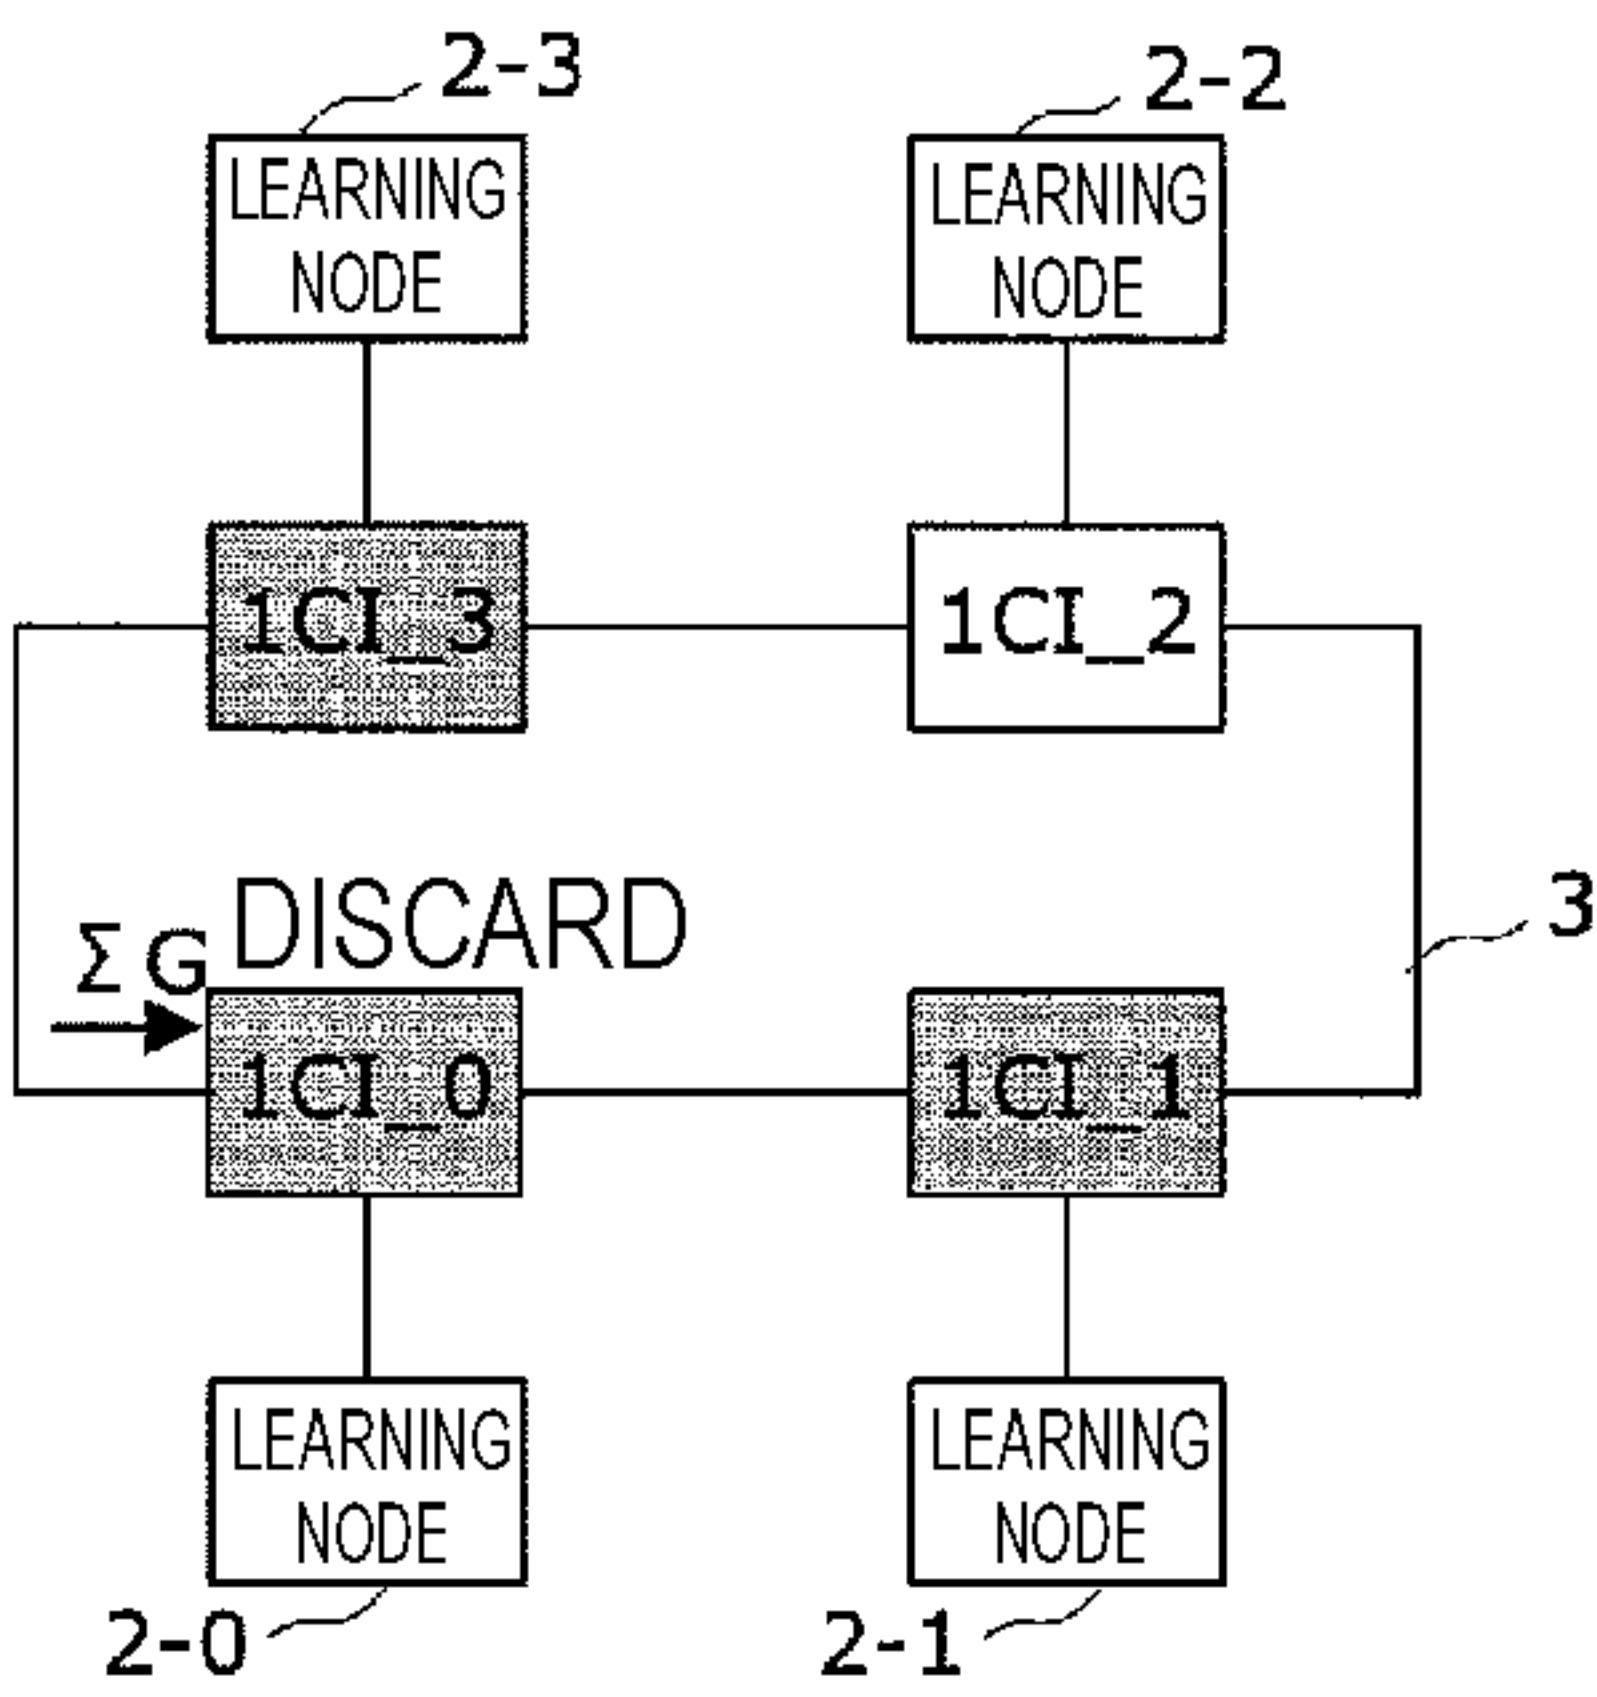 2-3
2-2
LEARNING
NODE
LEARNING
NODE
1CI_3
1CI_2
3
DISCARD
ΣG
1CI_0
1CI_1
LEARNING
NODE
LEARNING
NODE
2-0
2-1